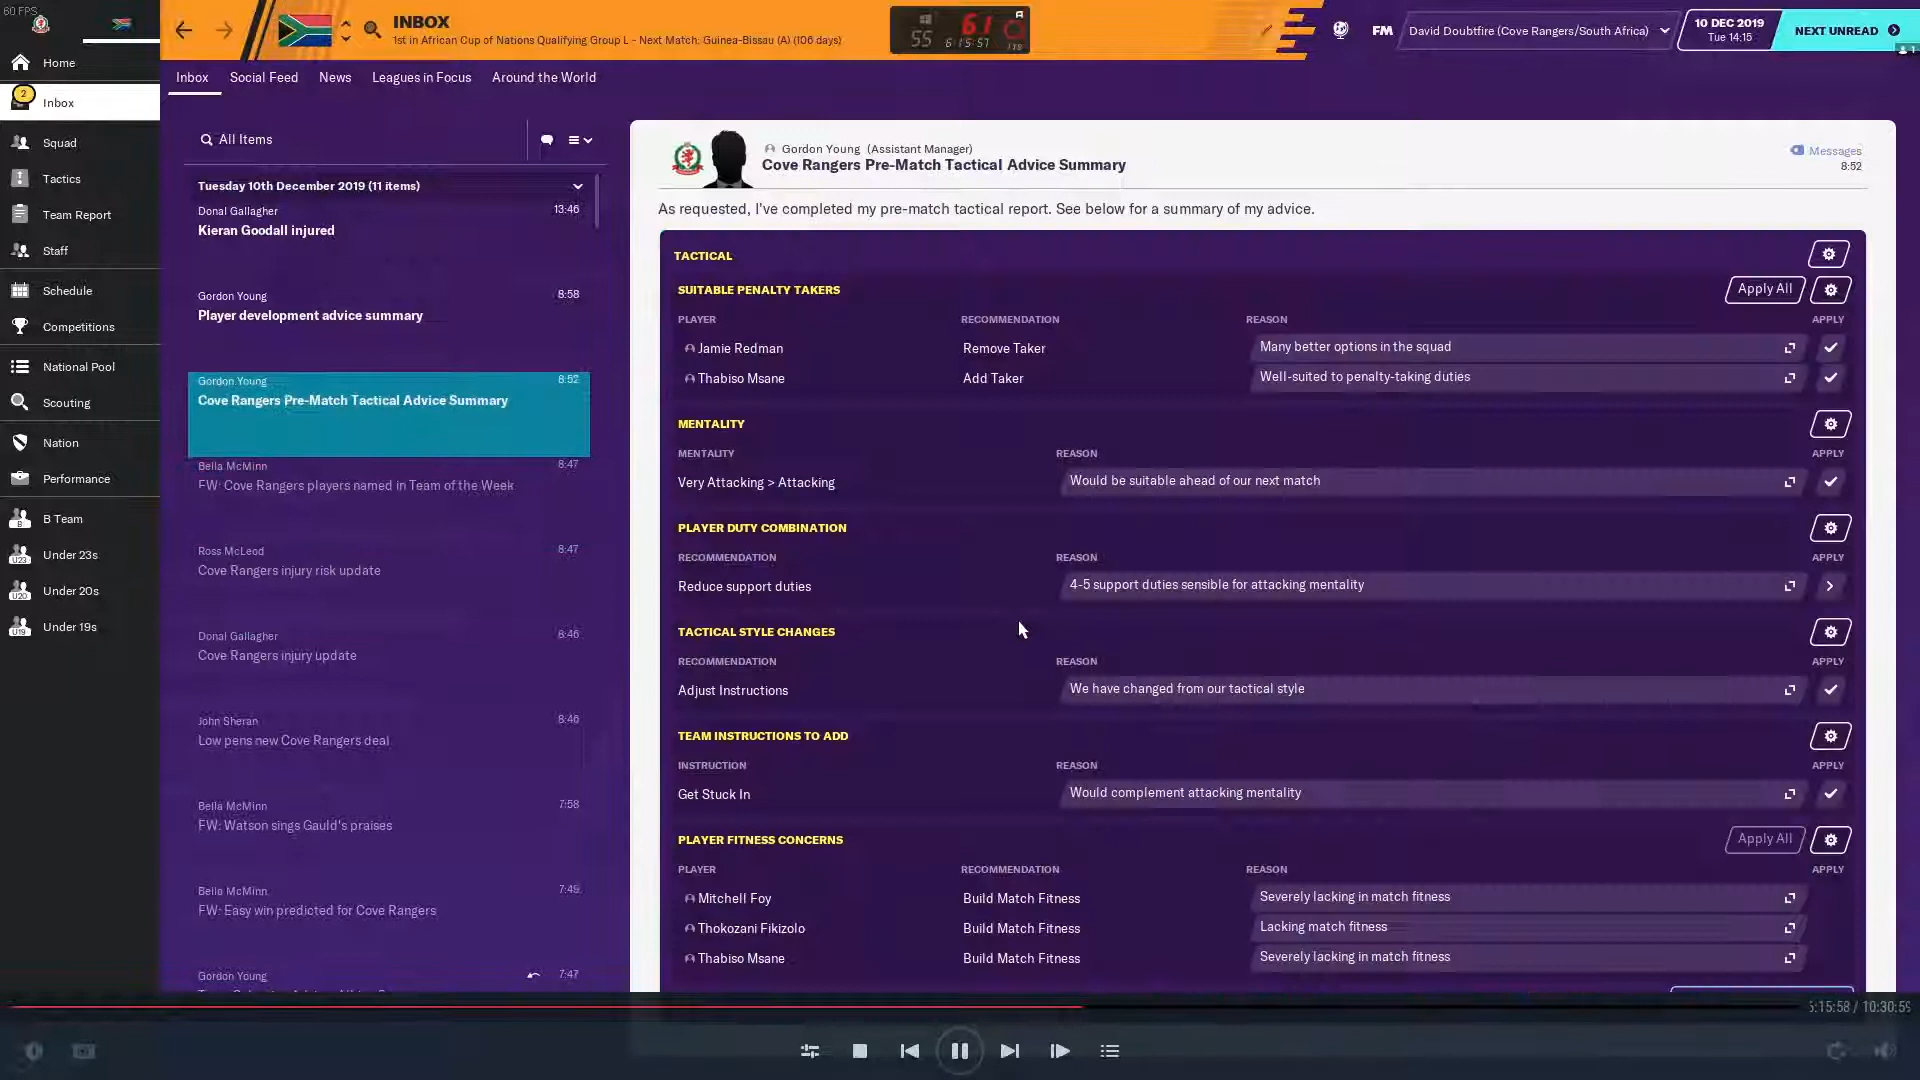 60 FPS
INBOX
1st in African Cup of Nations Qualifying Group L - Next Match: Guinea-Bissau (A) (106 days)
55
61
A
6:15:57
FM
David Doubtfire (Cove Rangers/South Africa)
10 DEC 2019
Tue 14:15
NEXT UNREAD
1
Home
2
Inbox
Squad
Tactics
Team Report
Staff
Schedule
Competitions
National Pool
Scouting
Nation
Performance
B
B Team
U23
Under 23s
U20
Under 20s
U19
Under 19s
Inbox
Social Feed
News
Leagues in Focus
Around the World
All Items
Tuesday 10th December 2019 (11 items)
Donal Gallagher 13:46
Kieran Goodall injured
Gordon Young 8:58
Player development advice summary
Gordon Young 8:52
Cove Rangers Pre-Match Tactical Advice Summary
Bella McMinn 8:47
FW: Cove Rangers players named in Team of the Week
Ross McLeod 8:47
Cove Rangers injury risk update
Donal Gallagher 8:46
Cove Rangers injury update
John Sheran 8:46
Low pens new Cove Rangers deal
Bella McMinn 7:58
FW: Watson sings Gauld's praises
Bella McMinn 7:49
FW: Easy win predicted for Cove Rangers
Gordon Young 7:47
Gordon Young (Assistant Manager)
Cove Rangers Pre-Match Tactical Advice Summary
Messages
8:52
As requested, I've completed my pre-match tactical report. See below for a summary of my advice.
TACTICAL
SUITABLE PENALTY TAKERS Apply All
PLAYER RECOMMENDATION REASON APPLY
Jamie Redman Remove Taker Many better options in the squad
Thabiso Msane Add Taker Well-suited to penalty-taking duties
MENTALITY
MENTALITY REASON APPLY
Very Attacking > Attacking Would be suitable ahead of our next match
PLAYER DUTY COMBINATION
RECOMMENDATION REASON APPLY
Reduce support duties 4-5 support duties sensible for attacking mentality
TACTICAL STYLE CHANGES
RECOMMENDATION REASON APPLY
Adjust Instructions We have changed from our tactical style
TEAM INSTRUCTIONS TO ADD
INSTRUCTION REASON APPLY
Get Stuck In Would complement attacking mentality
PLAYER FITNESS CONCERNS Apply All
PLAYER RECOMMENDATION REASON APPLY
Mitchell Foy Build Match Fitness Severely lacking in match fitness
Thokozani Fikizolo Build Match Fitness Lacking match fitness
Thabiso Msane Build Match Fitness Severely lacking in match fitness
6:15:58 / 10:30:59